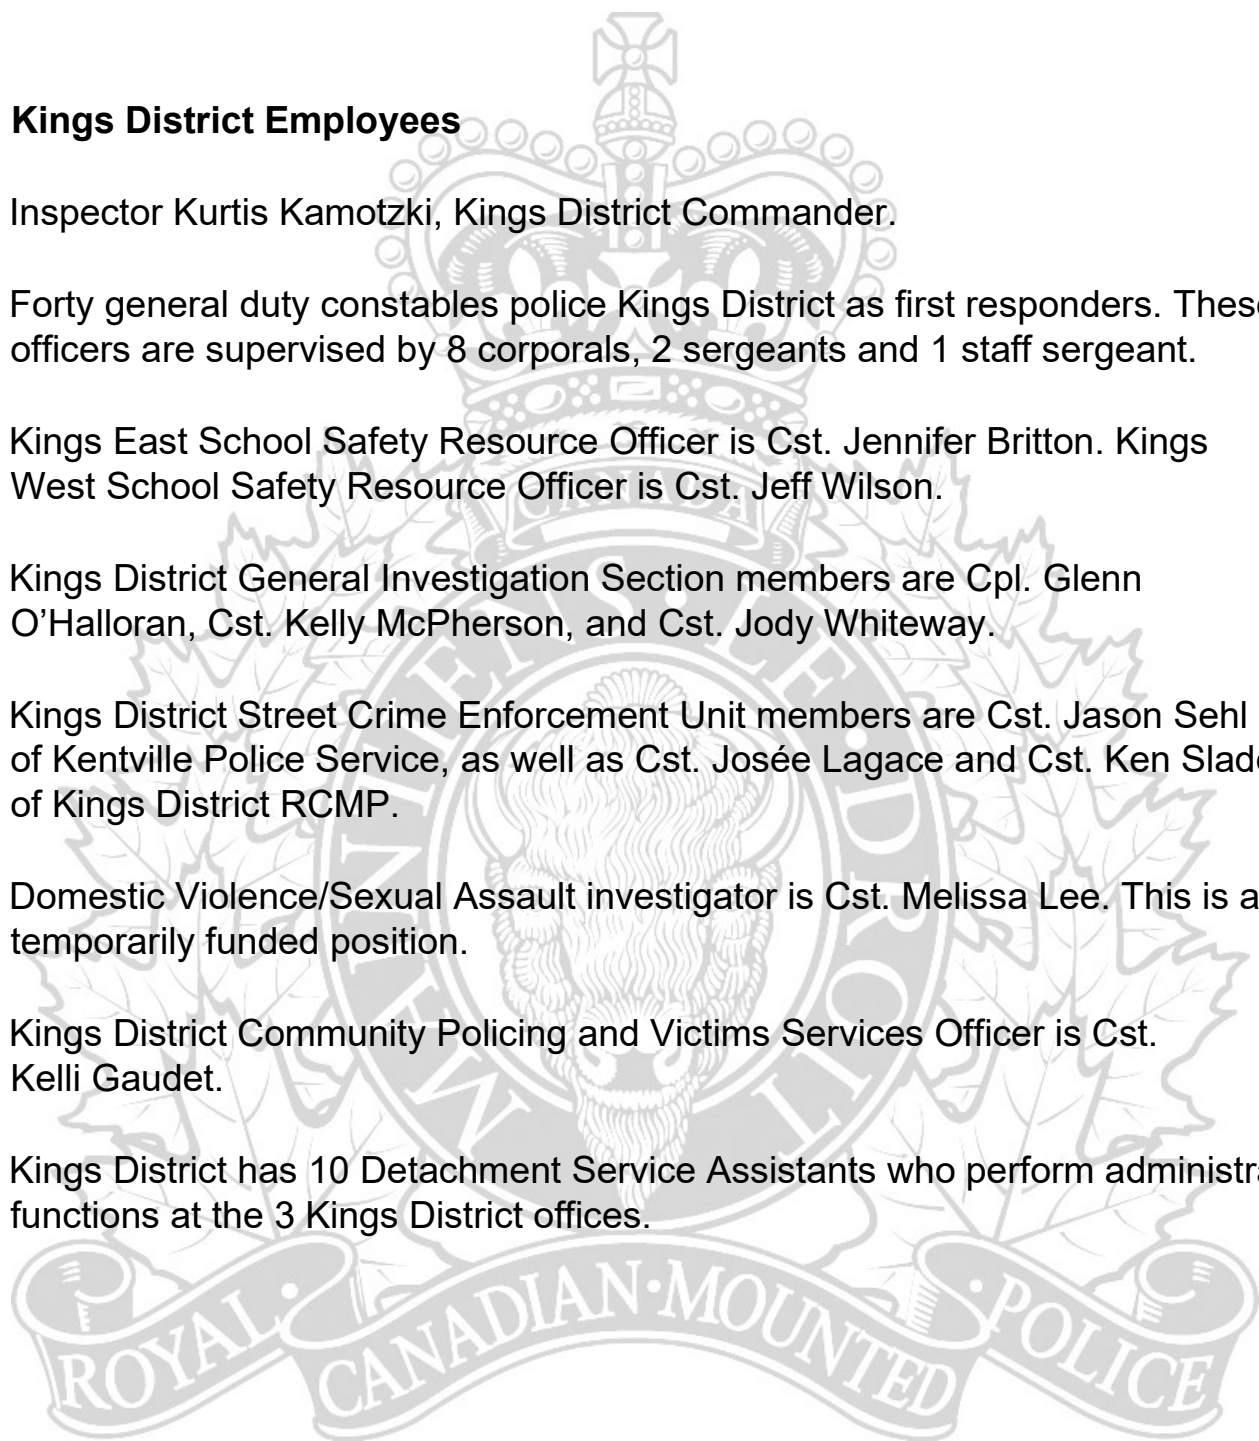 Kings District Employees
Inspector Kurtis Kamotzki, Kings District Commander.
Forty general duty constables police Kings District as first responders. These
officers are supervised by 8 corporals, 2 sergeants and 1 staff sergeant.
Kings East School Safety Resource Officer is Cst. Jennifer Britton. Kings
West School Safety Resource Officer is Cst. Jeff Wilson.
CANADA
Kings District General Investigation Section members are Cpl. Glenn
O’Halloran, Cst. Kelly McPherson, and Cst. Jody Whiteway.
Kings District Street Crime Enforcement Unit members are Cst. Jason Sehl
of Kentville Police Service, as well as Cst. Josée Lagace and Cst. Ken Slade
of Kings District RCMP.
Domestic Violence/Sexual Assault investigator is Cst. Melissa Lee. This is a
temporarily funded position.
Kings District Community Policing and Victims Services Officer is Cst.
Kelli Gaudet.
MAINTIENS LE DROIT
Kings District has 10 Detachment Service Assistants who perform
functions at the 3 Kings District offices.
ROYAL·CANADIAN·MOUNTED·POLICE